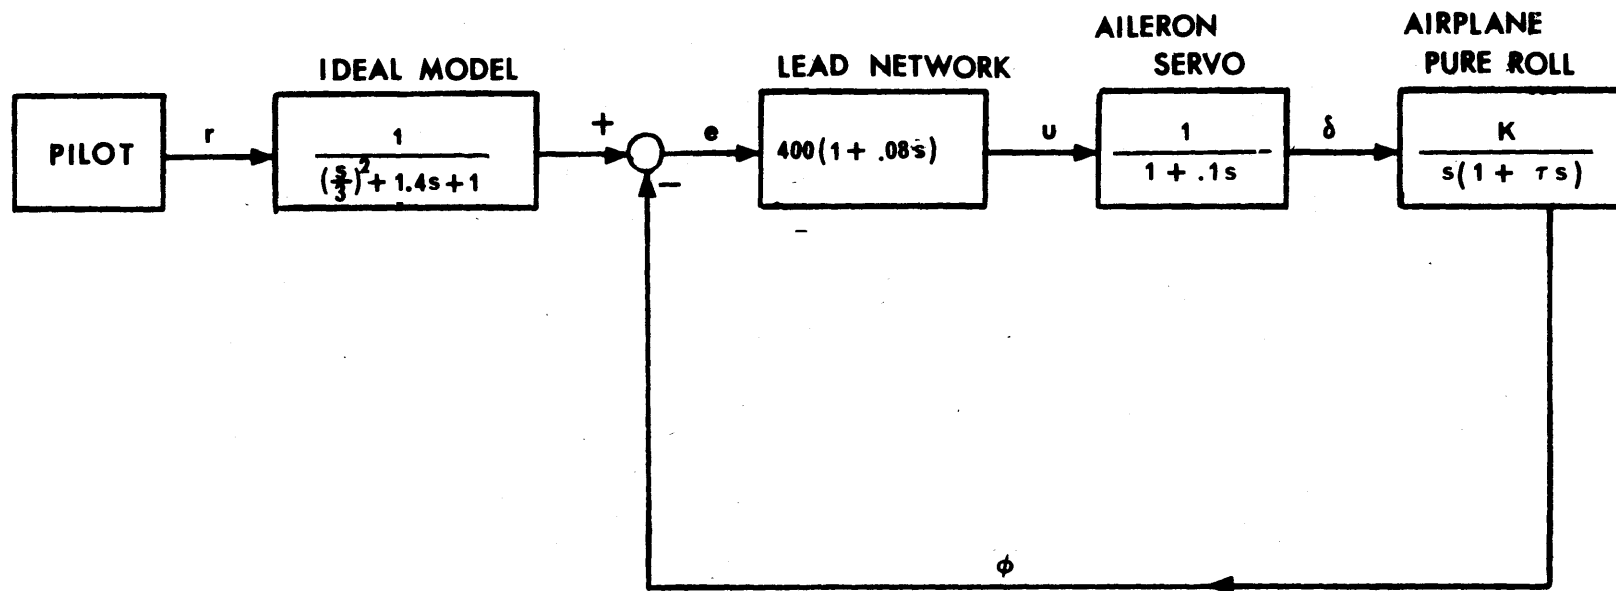 AILERON
SERVO
AIRPLANE
PURE ROLL
IDEAL MODEL
LEAD NETWORK
PILOT
r
1
(s/3)² + 1.4s + 1
+
−
e
400(1 + .08s)
u
1
1 + .1s
δ
K
s(1 + τs)
ϕ